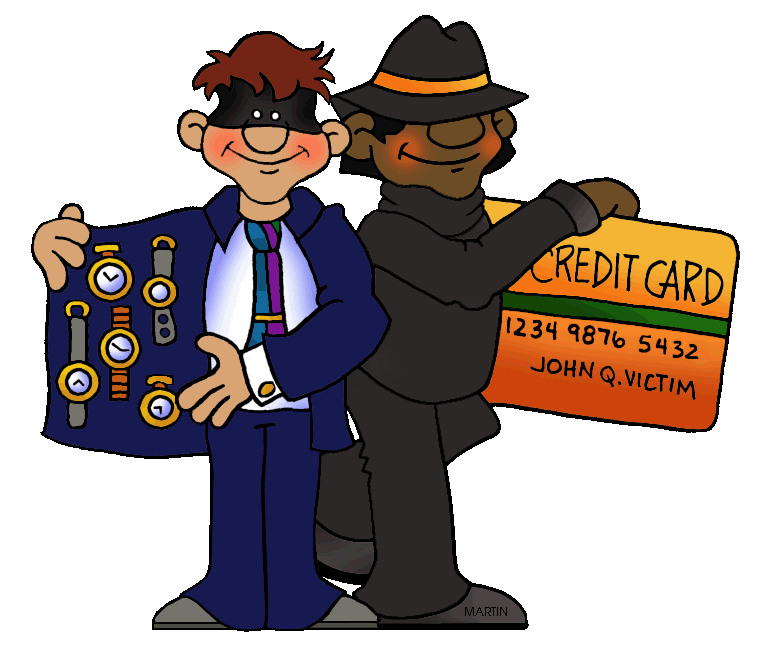 CREDIT CARD
1234 9876 5432
JOHN Q. VICTIM
MARTIN